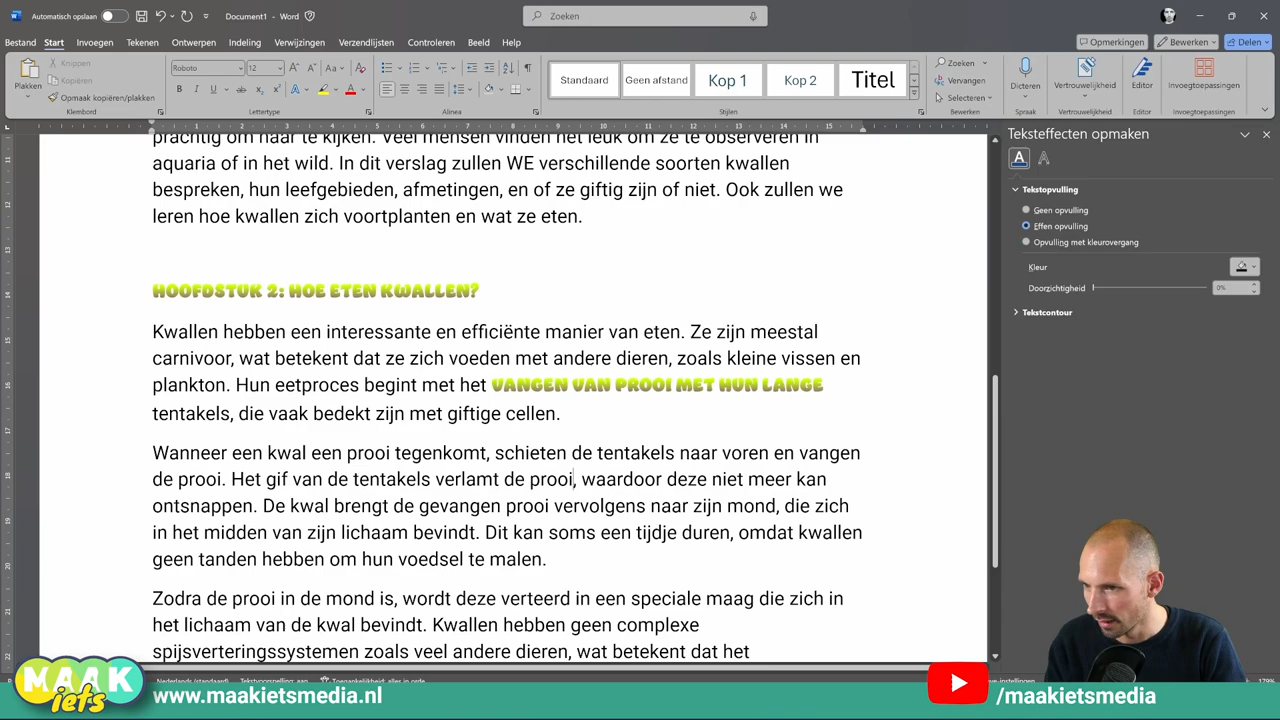 Automatisch opslaan
Document1 - Word
Zoeken
Bestand Start Invoegen Tekenen Ontwerpen Indeling Verwijzingen Verzendlijsten Controleren Beeld Help
Opmerkingen Bewerken Delen
Plakken
Knippen
Kopiëren
Opmaak kopiëren/plakken
Klembord
Roboto 12
Lettertype
Alinea
Standaard Geen afstand Kop 1 Kop 2 Titel
Stijlen
Zoeken
Vervangen
Selecteren
Bewerken
Dicteren
Spraak
Vertrouwelijkheid
Vertrouwelijkheid
Editor
Editor
Invoegtoepassingen
Invoegtoepassingen
prachtig om naar te kijken. Veel mensen vinden het leuk om ze te observeren in
aquaria of in het wild. In dit verslag zullen WE verschillende soorten kwallen
bespreken, hun leefgebieden, afmetingen, en of ze giftig zijn of niet. Ook zullen we
leren hoe kwallen zich voortplanten en wat ze eten.
HOOFDSTUK 2: HOE ETEN KWALLEN?
Kwallen hebben een interessante en efficiënte manier van eten. Ze zijn meestal
carnivoor, wat betekent dat ze zich voeden met andere dieren, zoals kleine vissen en
plankton. Hun eetproces begint met het VANGEN VAN PROOI MET HUN LANGE
tentakels, die vaak bedekt zijn met giftige cellen.
Wanneer een kwal een prooi tegenkomt, schieten de tentakels naar voren en vangen
de prooi. Het gif van de tentakels verlamt de prooi, waardoor deze niet meer kan
ontsnappen. De kwal brengt de gevangen prooi vervolgens naar zijn mond, die zich
in het midden van zijn lichaam bevindt. Dit kan soms een tijdje duren, omdat kwallen
geen tanden hebben om hun voedsel te malen.
Zodra de prooi in de mond is, wordt deze verteerd in een speciale maag die zich in
het lichaam van de kwal bevindt. Kwallen hebben geen complexe
spijsverteringssystemen zoals veel andere dieren, wat betekent dat het
Teksteffecten opmaken
Tekstopvulling
Geen opvulling
Effen opvulling
Opvulling met kleurovergang
Kleur
Doorzichtigheid 0%
Tekstcontour
Nederlands (standaard) Tekstvoorspelling: aan Toegankelijkheid: alles in orde
179%
MAAK
iets
www.maakietsmedia.nl
/maakietsmedia